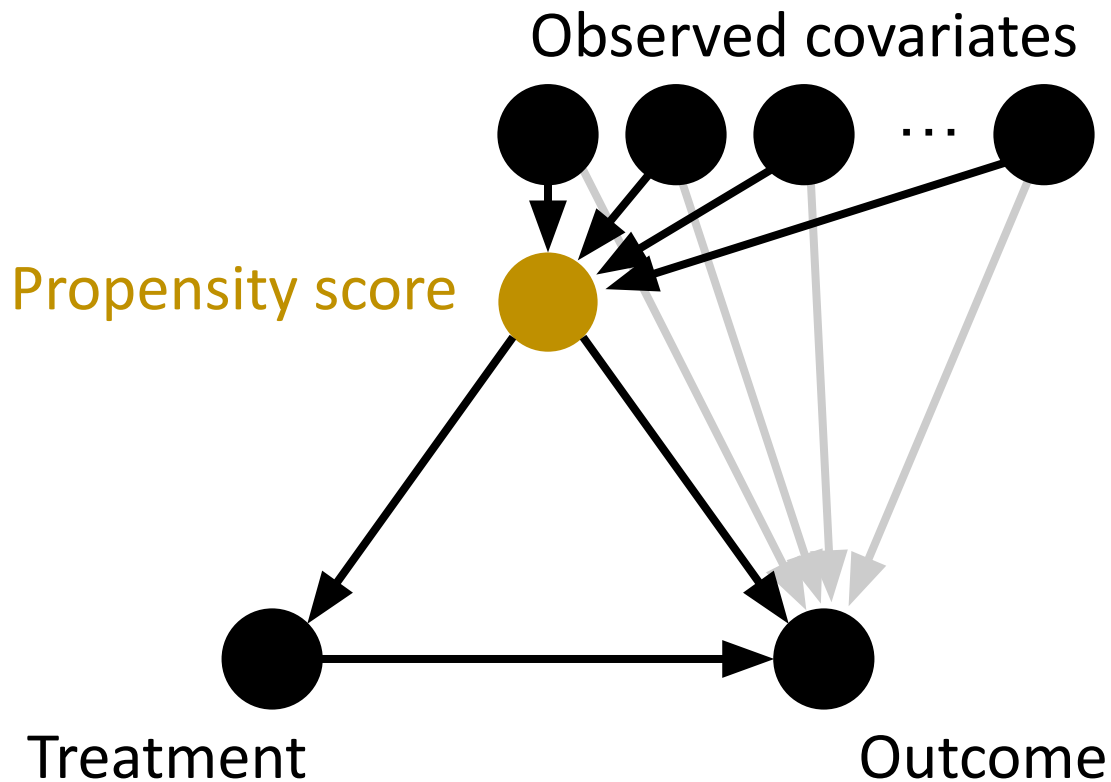 Observed covariates
...
Propensity score
Treatment
Outcome